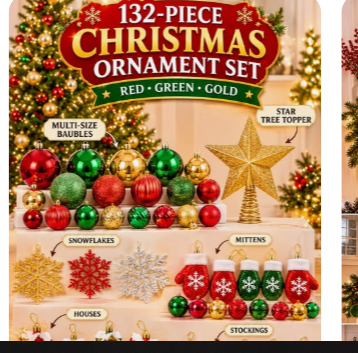 132-PIECE
CHRISTMAS
ORNAMENT SET
RED • GREEN • GOLD
STAR
TREE TOPPER
MULTI-SIZE
BAUBLES
SNOWFLAKES
MITTENS
HOUSES
STOCKINGS